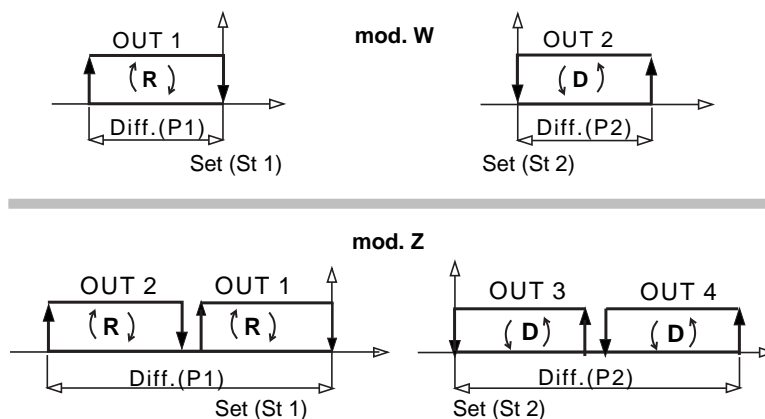 OUT 1 mod. W OUT 2
R D
Diff.(P1) Diff.(P2)
Set (St 1) Set (St 2)
mod. Z
OUT 2 OUT 1 OUT 3 OUT 4
R R D D
Diff.(P1) Diff.(P2)
Set (St 1) Set (St 2)